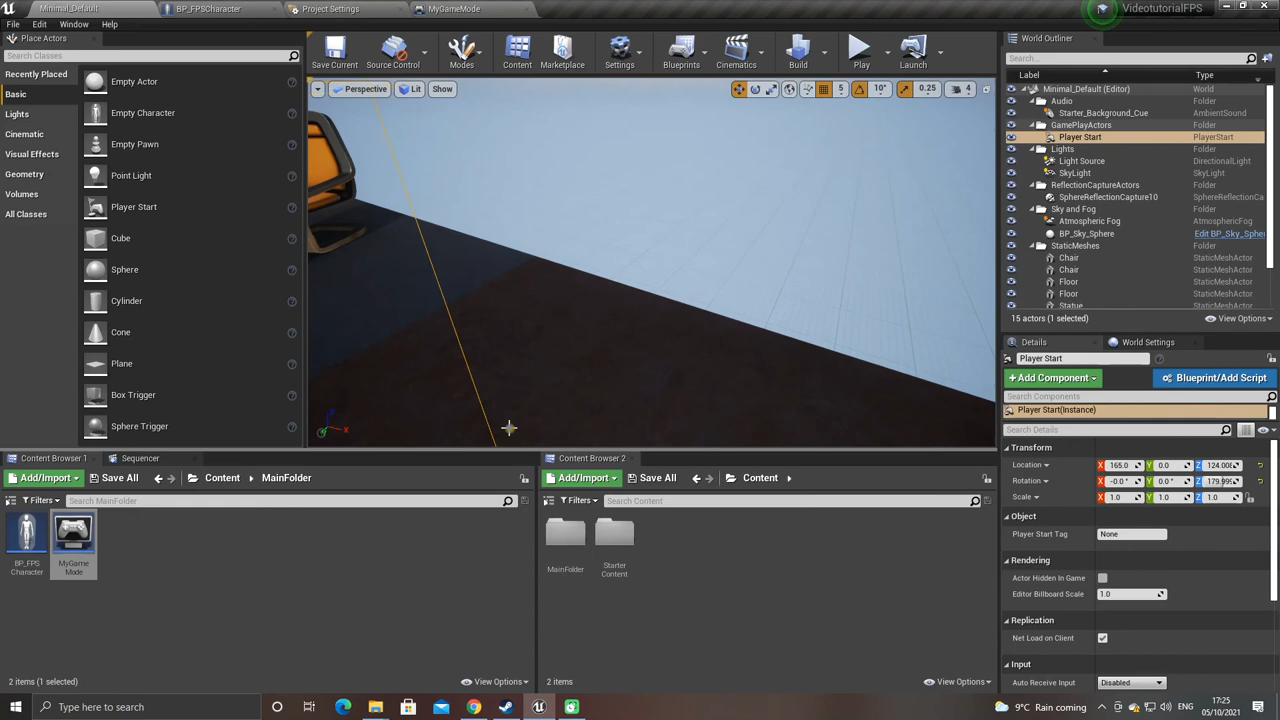 Minimal_Default
BP_FPSCharacter
Project Settings
MyGameMode
VideotutorialFPS
File Edit Window Help
Place Actors
Search Classes
Recently Placed
Basic
Lights
Cinematic
Visual Effects
Geometry
Volumes
All Classes
Empty Actor
Empty Character
Empty Pawn
Point Light
Player Start
Cube
Sphere
Cylinder
Cone
Plane
Box Trigger
Sphere Trigger
Save Current
Source Control
Modes
Content
Marketplace
Settings
Blueprints
Cinematics
Build
Play
Launch
Perspective Lit Show
5 10° 0.25 4
X
World Outliner
Search...
Label Type
Minimal_Default (Editor) World
Audio Folder
Starter_Background_Cue AmbientSound
GamePlayActors Folder
Player Start PlayerStart
Lights Folder
Light Source DirectionalLight
SkyLight SkyLight
ReflectionCaptureActors Folder
SphereReflectionCapture10 SphereReflectionCa
Sky and Fog Folder
Atmospheric Fog AtmosphericFog
BP_Sky_Sphere Edit BP_Sky_Spher
StaticMeshes Folder
Chair StaticMeshActor
Chair StaticMeshActor
Floor StaticMeshActor
Floor StaticMeshActor
Statue StaticMeshActor
15 actors (1 selected) View Options
Details World Settings
Player Start
+Add Component Blueprint/Add Script
Search Components
Player Start(Instance)
Search Details
Transform
Location X 165.0 Y 0.0 Z 124.008
Rotation X -0.0 ° Y 0.0 ° Z 179.995
Scale X 1.0 Y 1.0 Z 1.0
Object
Player Start Tag None
Rendering
Actor Hidden In Game
Editor Billboard Scale 1.0
Replication
Net Load on Client
Input
Auto Receive Input Disabled
Content Browser 1 Sequencer
Add/Import Save All Content MainFolder
Filters Search MainFolder
BP_FPS
Character
MyGame
Mode
2 items (1 selected) View Options
Content Browser 2
Add/Import Save All Content
Filters Search Content
MainFolder
Starter
Content
2 items View Options
Type here to search
9°C Rain coming
ENG
17:25
05/10/2021